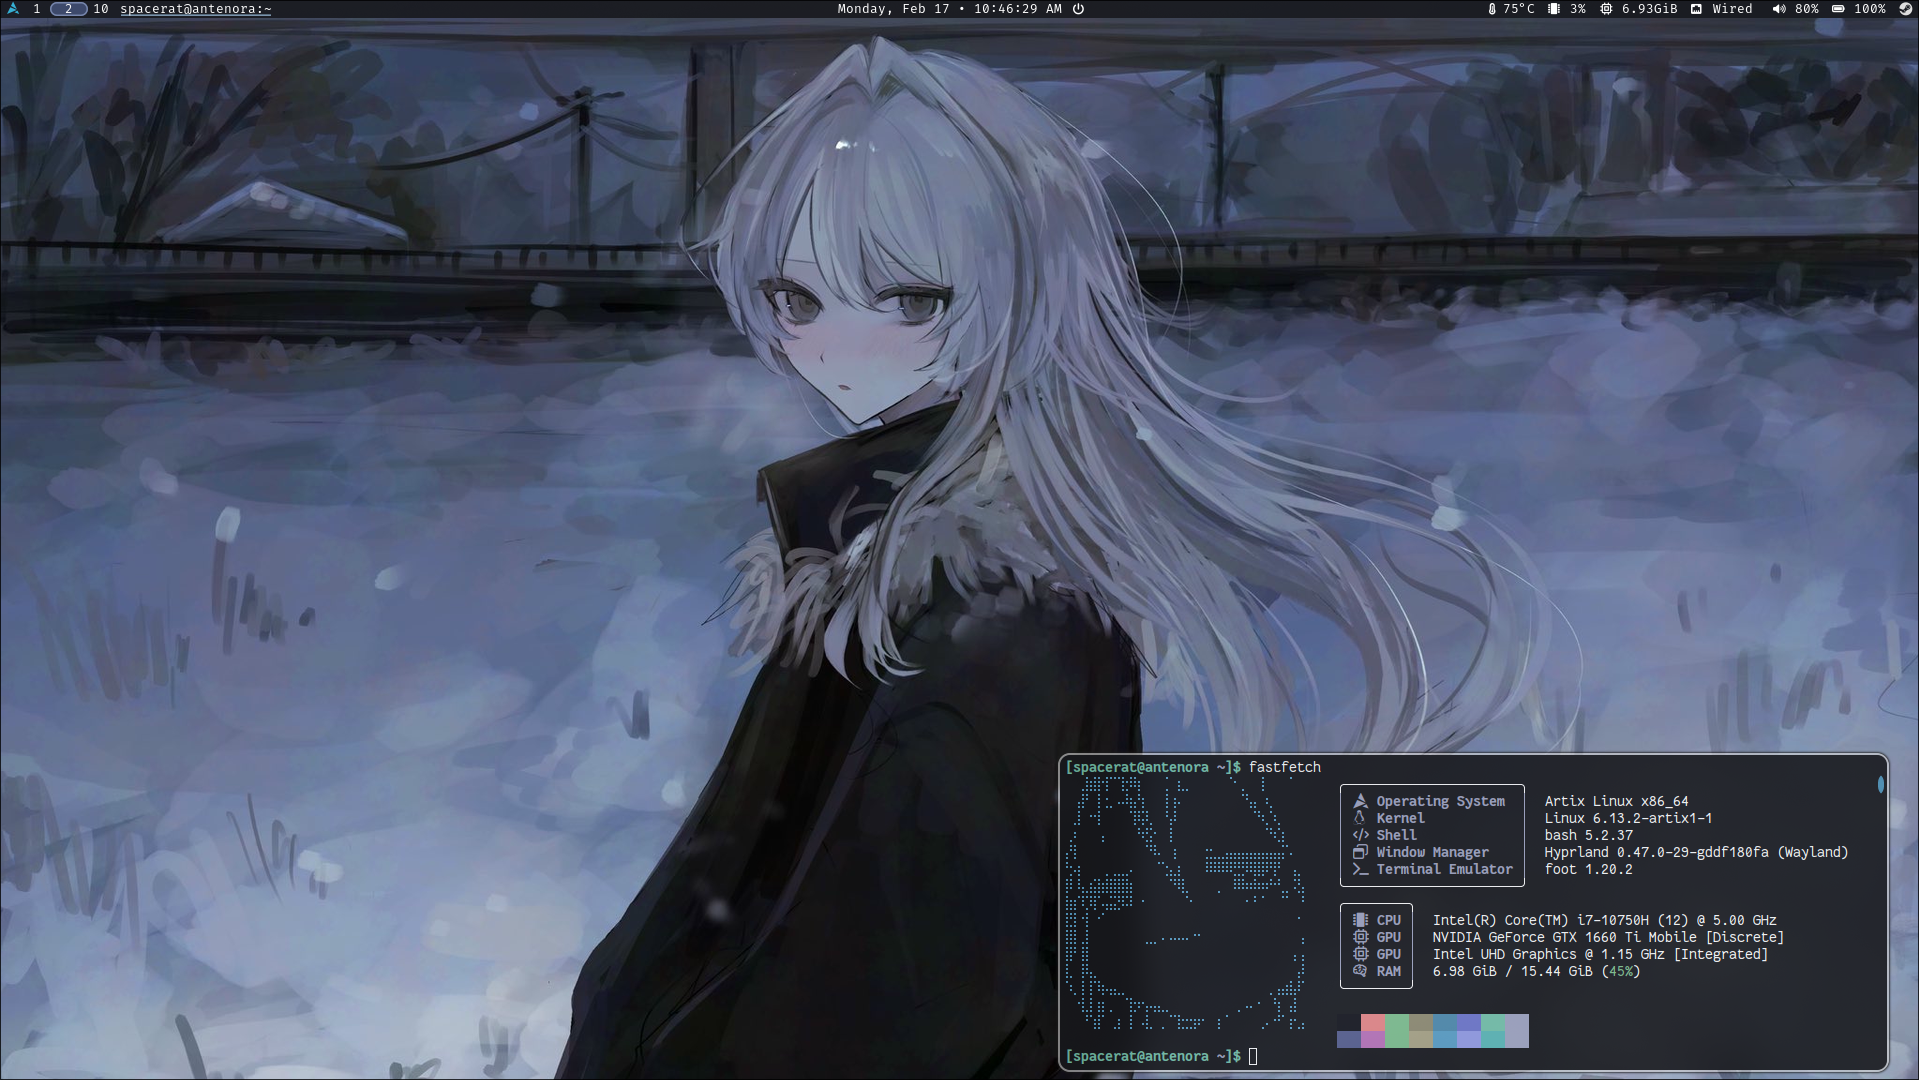 1 2 10 spacerat@antenora:~ Monday, Feb 17 • 10:46:29 AM 75°C 3% 6.93GiB Wired 80% 100%
[spacerat@antenora ~]$ fastfetch
Operating System Artix Linux x86_64
Kernel Linux 6.13.2-artix1-1
Shell bash 5.2.37
Window Manager Hyprland 0.47.0-29-gddf180fa (Wayland)
Terminal Emulator foot 1.20.2
CPU Intel(R) Core(TM) i7-10750H (12) @ 5.00 GHz
GPU NVIDIA GeForce GTX 1660 Ti Mobile [Discrete]
GPU Intel UHD Graphics @ 1.15 GHz [Integrated]
RAM 6.98 GiB / 15.44 GiB (45%)
[spacerat@antenora ~]$